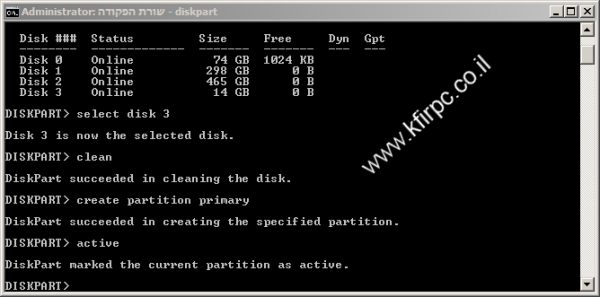 Administrator: שורת הפקודה - diskpart
Disk ### Status Size Free Dyn Gpt
-------- ------------- ------- ------- --- ---
Disk 0 Online 74 GB 1024 KB
Disk 1 Online 298 GB 0 B
Disk 2 Online 465 GB 0 B
Disk 3 Online 14 GB 0 B
DISKPART> select disk 3
Disk 3 is now the selected disk.
DISKPART> clean
DiskPart succeeded in cleaning the disk.
DISKPART> create partition primary
DiskPart succeeded in creating the specified partition.
DISKPART> active
DiskPart marked the current partition as active.
DISKPART>
www.kfirpc.co.il